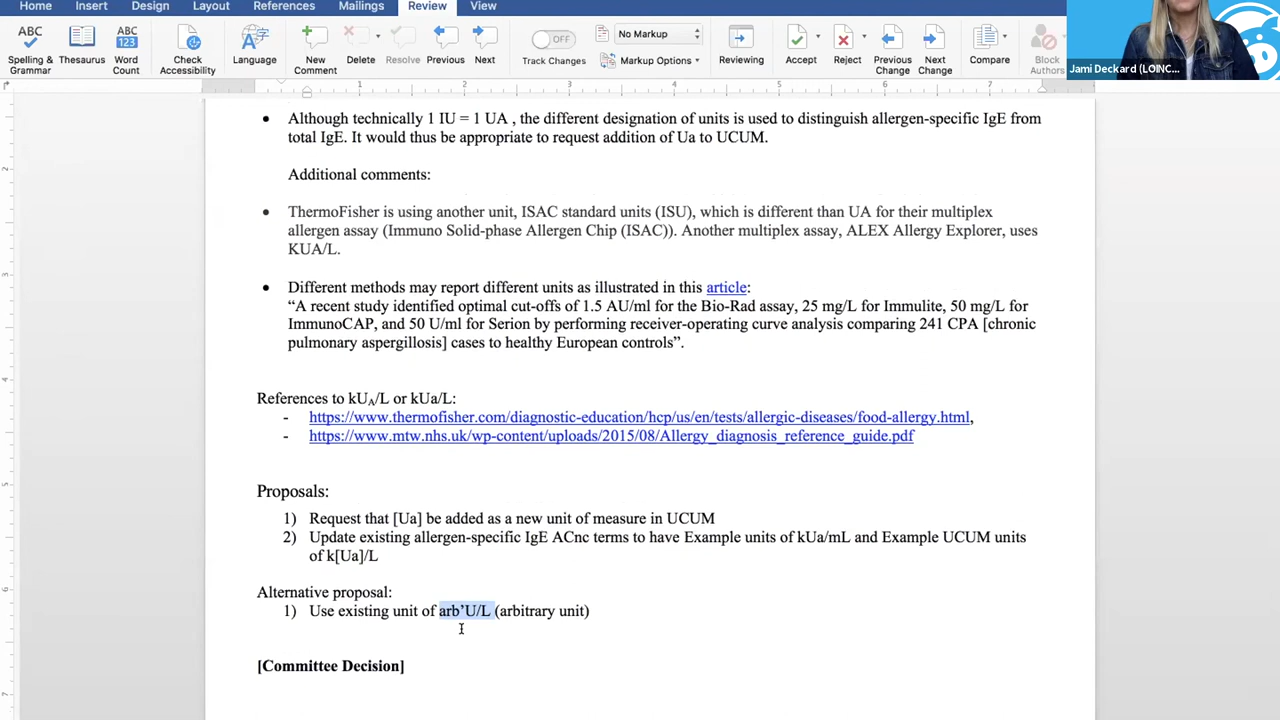 Home Insert Design Layout References Mailings Review View
ABC ABC 123 OFF No Markup
Spelling & Grammar Thesaurus Word Count Check Accessibility Language New Comment Delete Resolve Previous Next Track Changes Markup Options Reviewing Accept Reject Previous Change Next Change Compare Block Authors
Jami Deckard (LOINC...
1 2 3 4 5 6 7
• Although technically 1 IU = 1 UA , the different designation of units is used to distinguish allergen-specific IgE from
total IgE. It would thus be appropriate to request addition of Ua to UCUM.
Additional comments:
• ThermoFisher is using another unit, ISAC standard units (ISU), which is different than UA for their multiplex
allergen assay (Immuno Solid-phase Allergen Chip (ISAC)). Another multiplex assay, ALEX Allergy Explorer, uses
KUA/L.
• Different methods may report different units as illustrated in this article:
“A recent study identified optimal cut-offs of 1.5 AU/ml for the Bio-Rad assay, 25 mg/L for Immulite, 50 mg/L for
ImmunoCAP, and 50 U/ml for Serion by performing receiver-operating curve analysis comparing 241 CPA [chronic
pulmonary aspergillosis] cases to healthy European controls”.
References to kUA/L or kUa/L:
- https://www.thermofisher.com/diagnostic-education/hcp/us/en/tests/allergic-diseases/food-allergy.html,
- https://www.mtw.nhs.uk/wp-content/uploads/2015/08/Allergy_diagnosis_reference_guide.pdf
Proposals:
1) Request that [Ua] be added as a new unit of measure in UCUM
2) Update existing allergen-specific IgE ACnc terms to have Example units of kUa/mL and Example UCUM units
of k[Ua]/L
Alternative proposal:
1) Use existing unit of arb’U/L (arbitrary unit)
[Committee Decision]